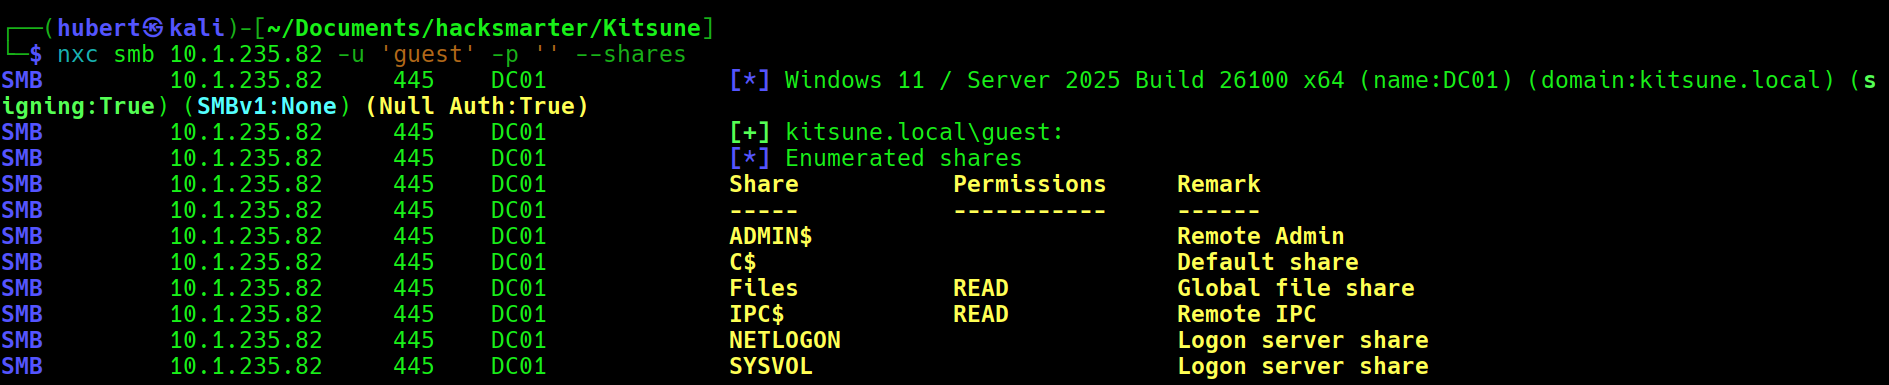 ┌──(hubert㉿kali)-[~/Documents/hacksmarter/Kitsune]
└─$ nxc smb 10.1.235.82 -u 'guest' -p '' --shares
SMB         10.1.235.82     445    DC01             [*] Windows 11 / Server 2025 Build 26100 x64 (name:DC01) (domain:kitsune.local) (s
igning:True) (SMBv1:None) (Null Auth:True)
SMB         10.1.235.82     445    DC01             [+] kitsune.local\guest:
SMB         10.1.235.82     445    DC01             [*] Enumerated shares
SMB         10.1.235.82     445    DC01             Share           Permissions     Remark
SMB         10.1.235.82     445    DC01             -----           -----------     ------
SMB         10.1.235.82     445    DC01             ADMIN$                          Remote Admin
SMB         10.1.235.82     445    DC01             C$                              Default share
SMB         10.1.235.82     445    DC01             Files           READ            Global file share
SMB         10.1.235.82     445    DC01             IPC$            READ            Remote IPC
SMB         10.1.235.82     445    DC01             NETLOGON                        Logon server share
SMB         10.1.235.82     445    DC01             SYSVOL                          Logon server share